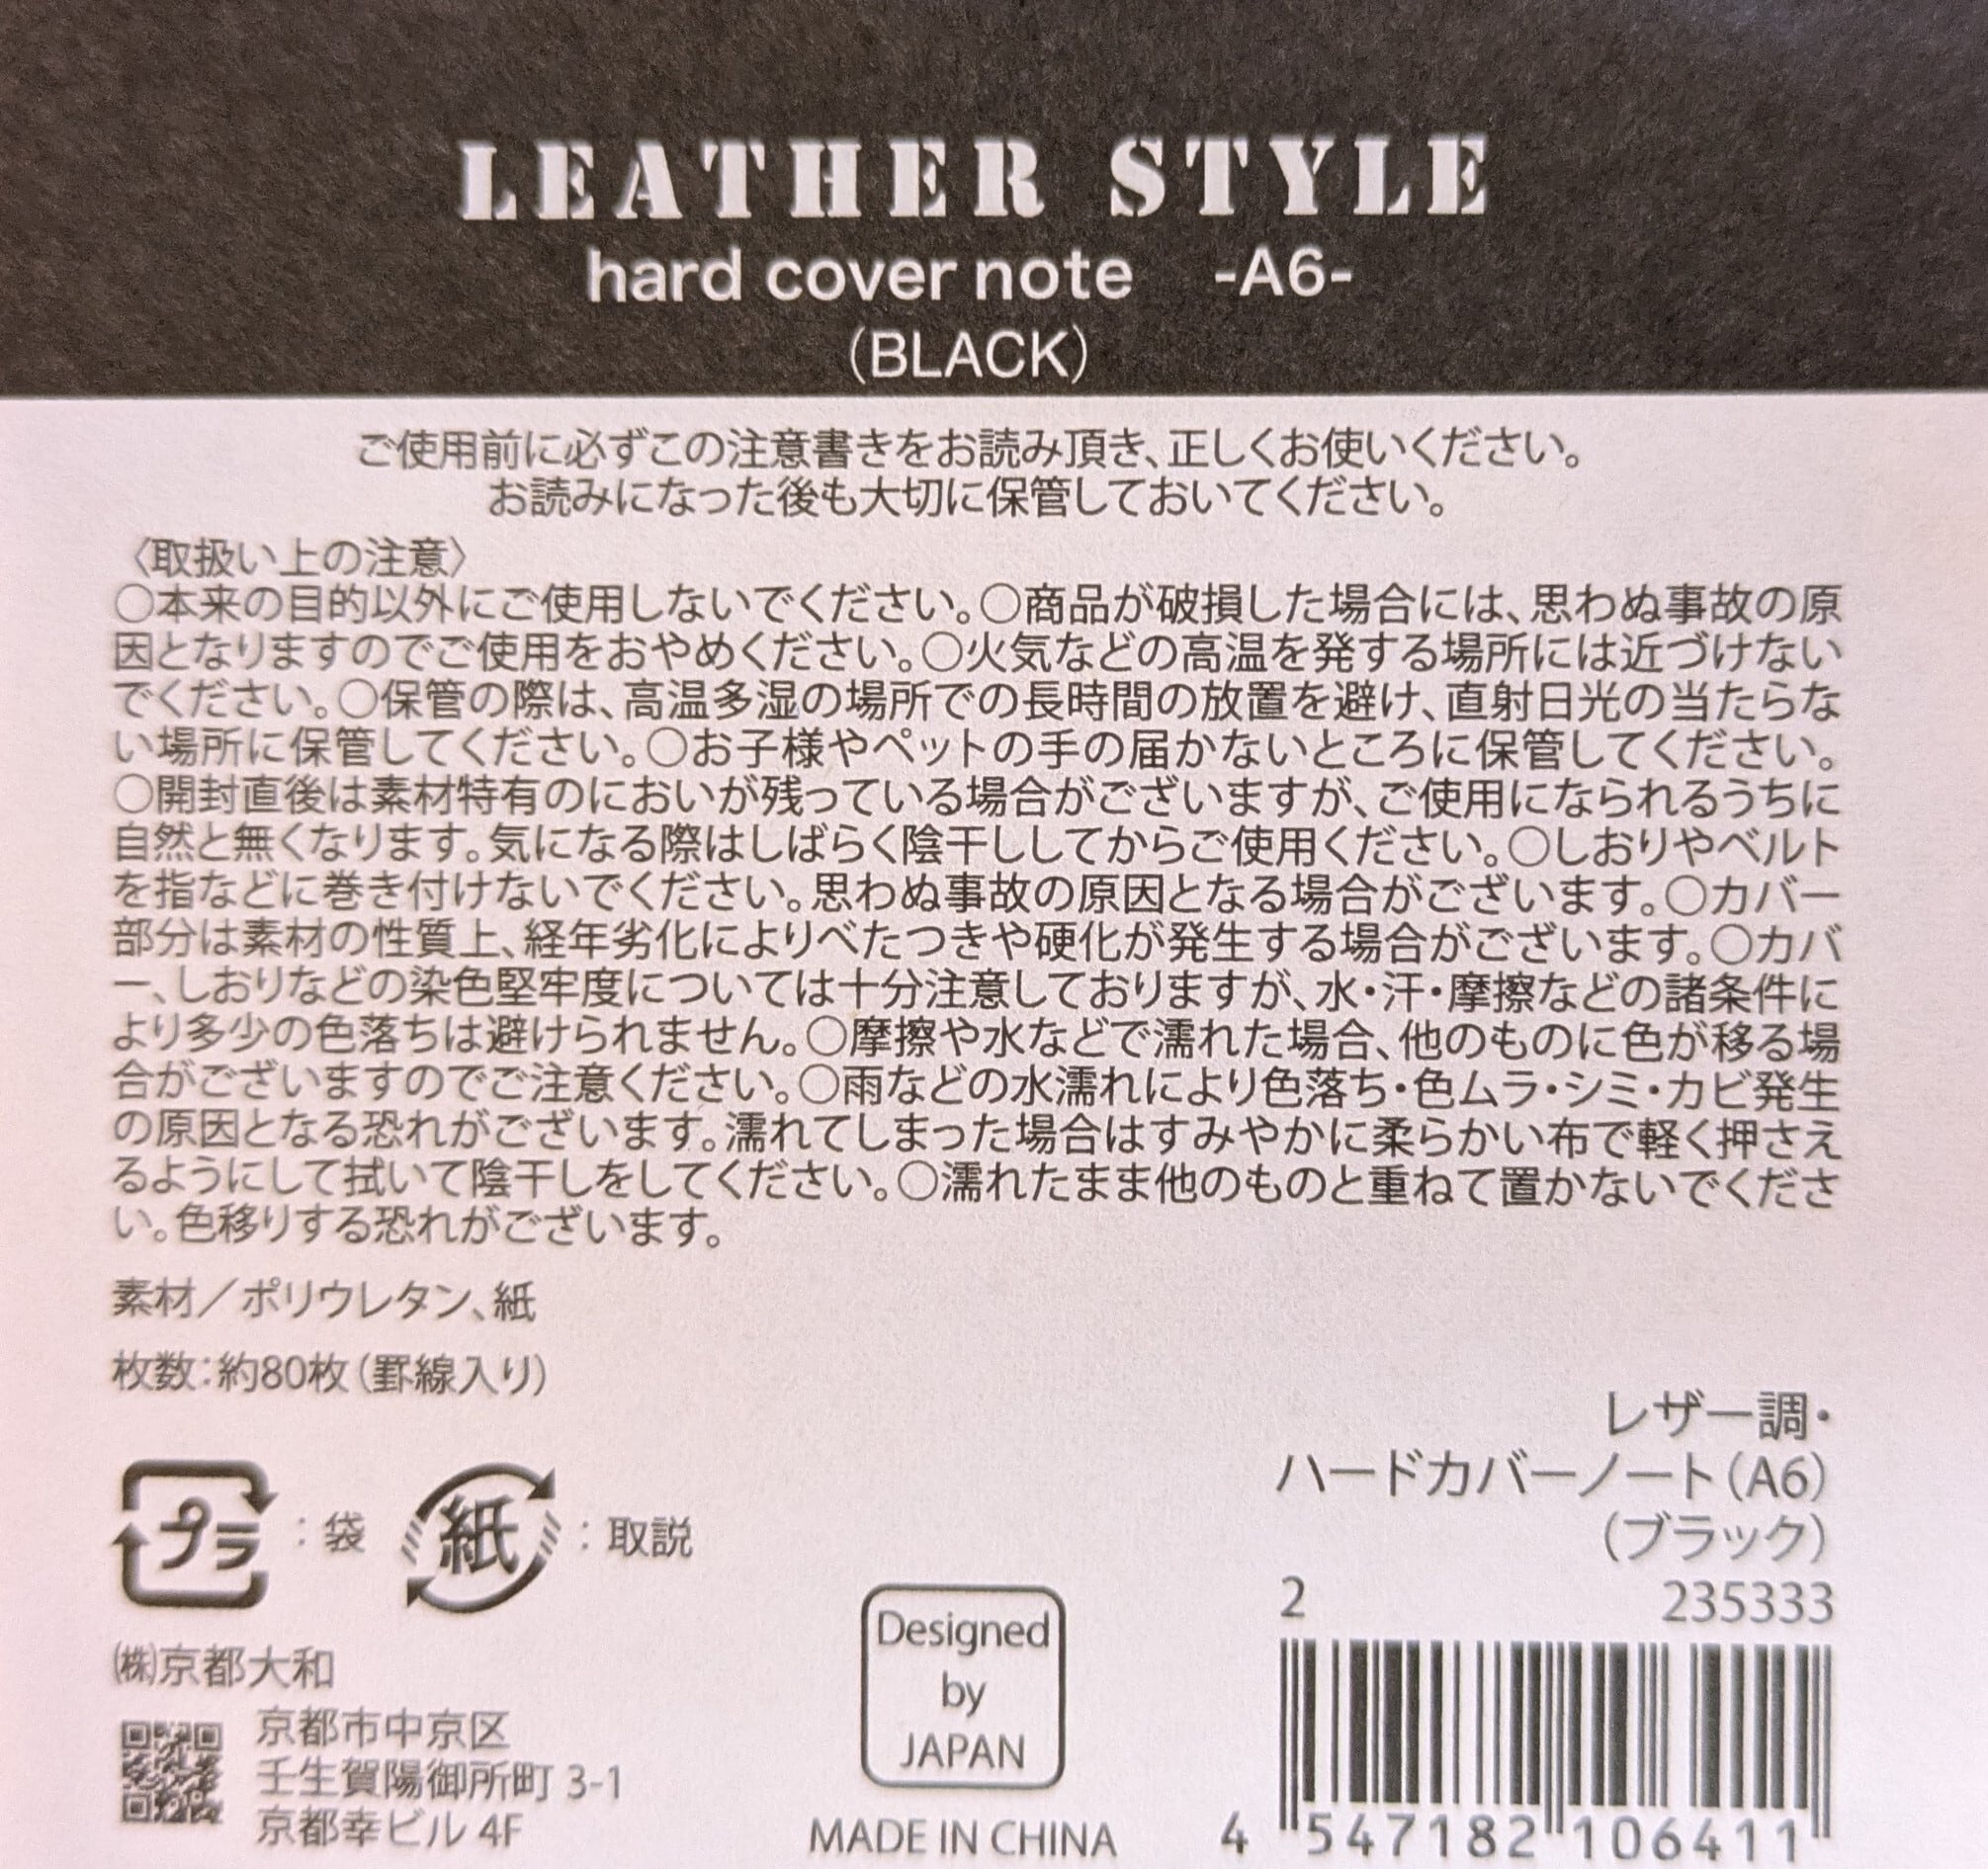 LEATHER STYLE
hard cover note -A6-
(BLACK)
ご使用前に必ずこの注意書きをお読み頂き、正しくお使いください。
お読みになった後も大切に保管しておいてください。
〈取扱い上の注意〉
○本来の目的以外にご使用しないでください。○商品が破損した場合には、思わぬ事故の原
因となりますのでご使用をおやめください。○火気などの高温を発する場所には近づけない
でください。○保管の際は、高温多湿の場所での長時間の放置を避け、直射日光の当たらな
い場所に保管してください。○お子様やペットの手の届かないところに保管してください。
○開封直後は素材特有のにおいが残っている場合がございますが、ご使用になられるうちに
自然と無くなります。気になる際はしばらく陰干ししてからご使用ください。○しおりやベルト
を指などに巻き付けないでください。思わぬ事故の原因となる場合がございます。○カバー
部分は素材の性質上、経年劣化によりべたつきや硬化が発生する場合がございます。○カバ
ー、しおりなどの染色堅牢度については十分注意しておりますが、水・汗・摩擦などの諸条件に
より多少の色落ちは避けられません。○摩擦や水などで濡れた場合、他のものに色が移る場
合がございますのでご注意ください。○雨などの水濡れにより色落ち・色ムラ・シミ・カビ発生
の原因となる恐れがございます。濡れてしまった場合はすみやかに柔らかい布で軽く押さえ
るようにして拭いて陰干しをしてください。○濡れたまま他のものと重ねて置かないでくださ
い。色移りする恐れがございます。
素材／ポリウレタン、紙
枚数：約80枚（罫線入り）
プラ：袋 紙：取説
㈱京都大和
京都市中京区
壬生賀陽御所町 3-1
京都幸ビル 4F
Designed
by
JAPAN
MADE IN CHINA
レザー調・
ハードカバーノート（A6）
（ブラック）
2 235333
4 547182 106411